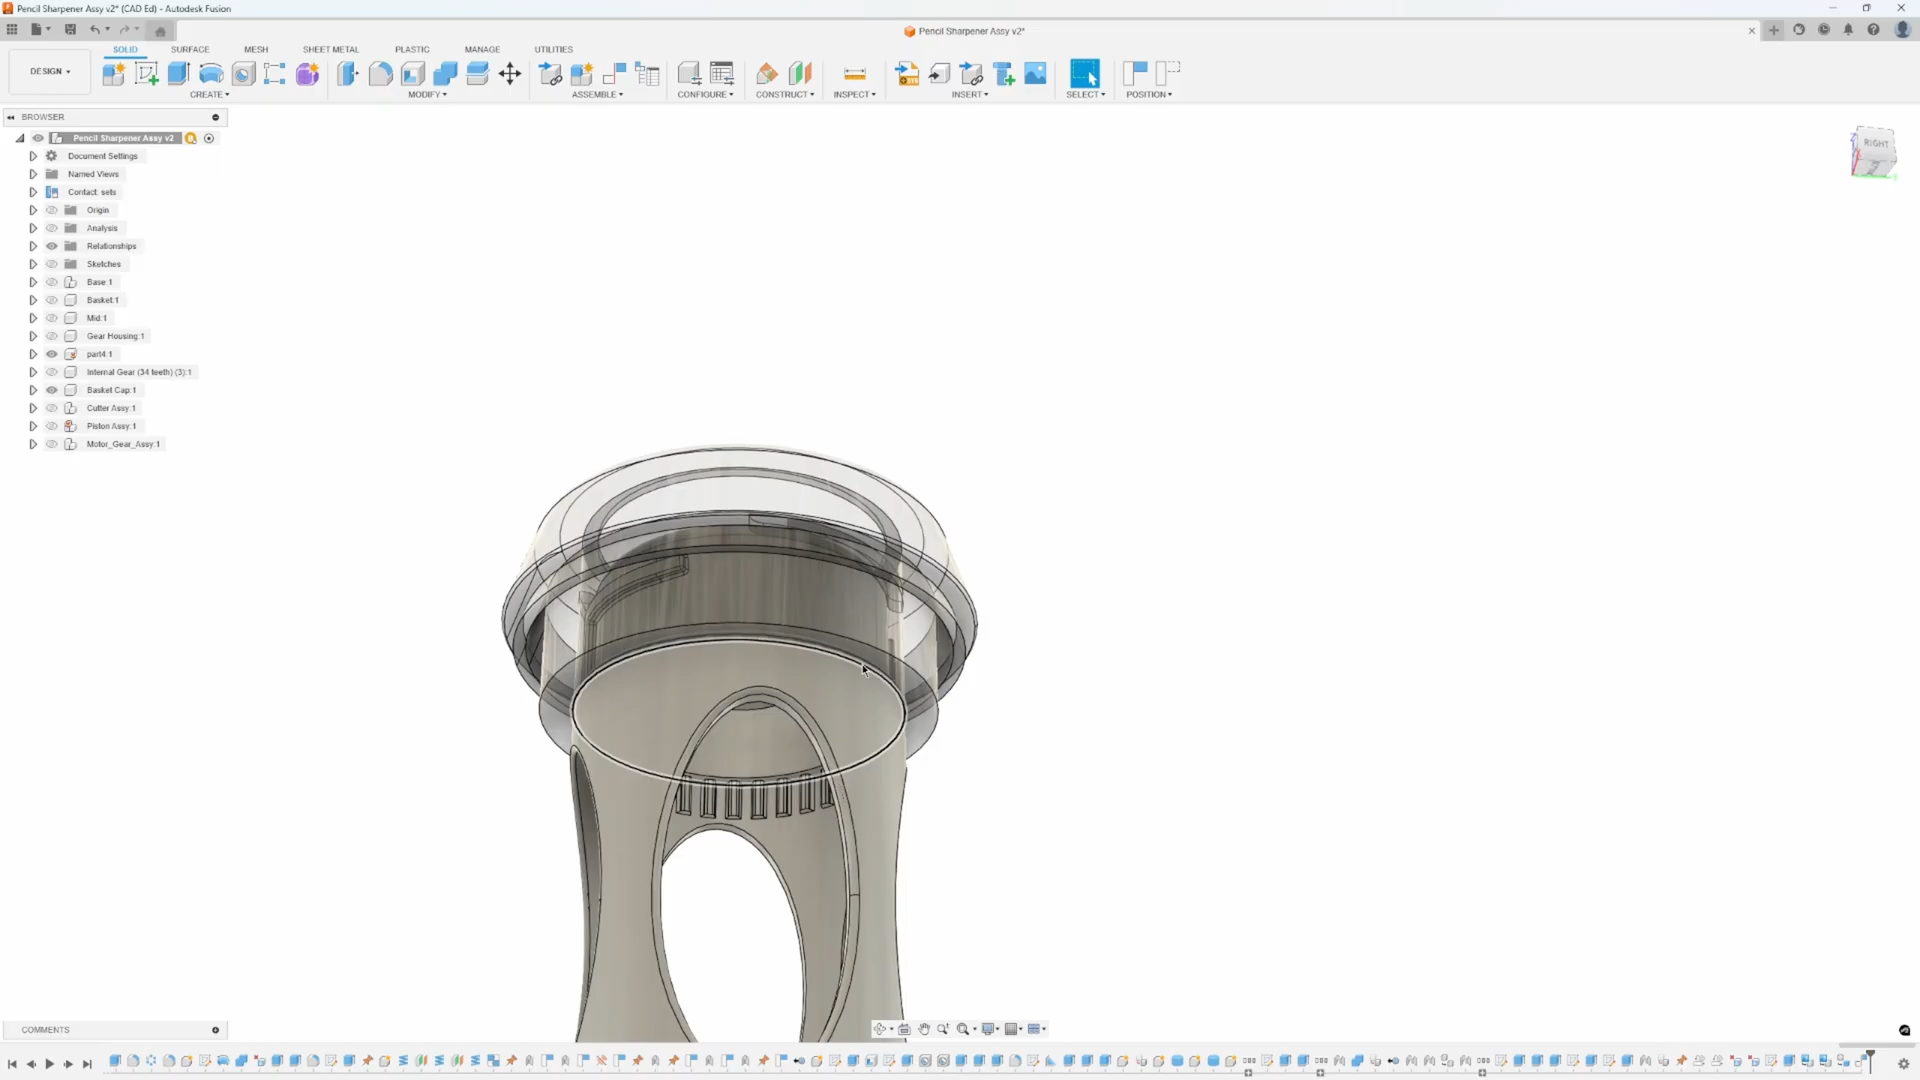 Pencil Sharpener Assy v2* (CAD Ed) - Autodesk Fusion
Pencil Sharpener Assy v2*
SOLID SURFACE MESH SHEET METAL PLASTIC MANAGE UTILITIES
DESIGN
CREATE MODIFY ASSEMBLE CONFIGURE CONSTRUCT INSPECT INSERT SELECT POSITION
BROWSER
Pencil Sharpener Assy v2
Document Settings
Named Views
Contact. sets
Origin
Analysis
Relationships
Sketches
Base:1
Basket:1
Mid:1
Gear Housing:1
part4:1
Internal Gear (34 teeth) (3):1
Basket Cap:1
Cutter Assy:1
Piston Assy:1
Motor_Gear_Assy:1
RIGHT
COMMENTS